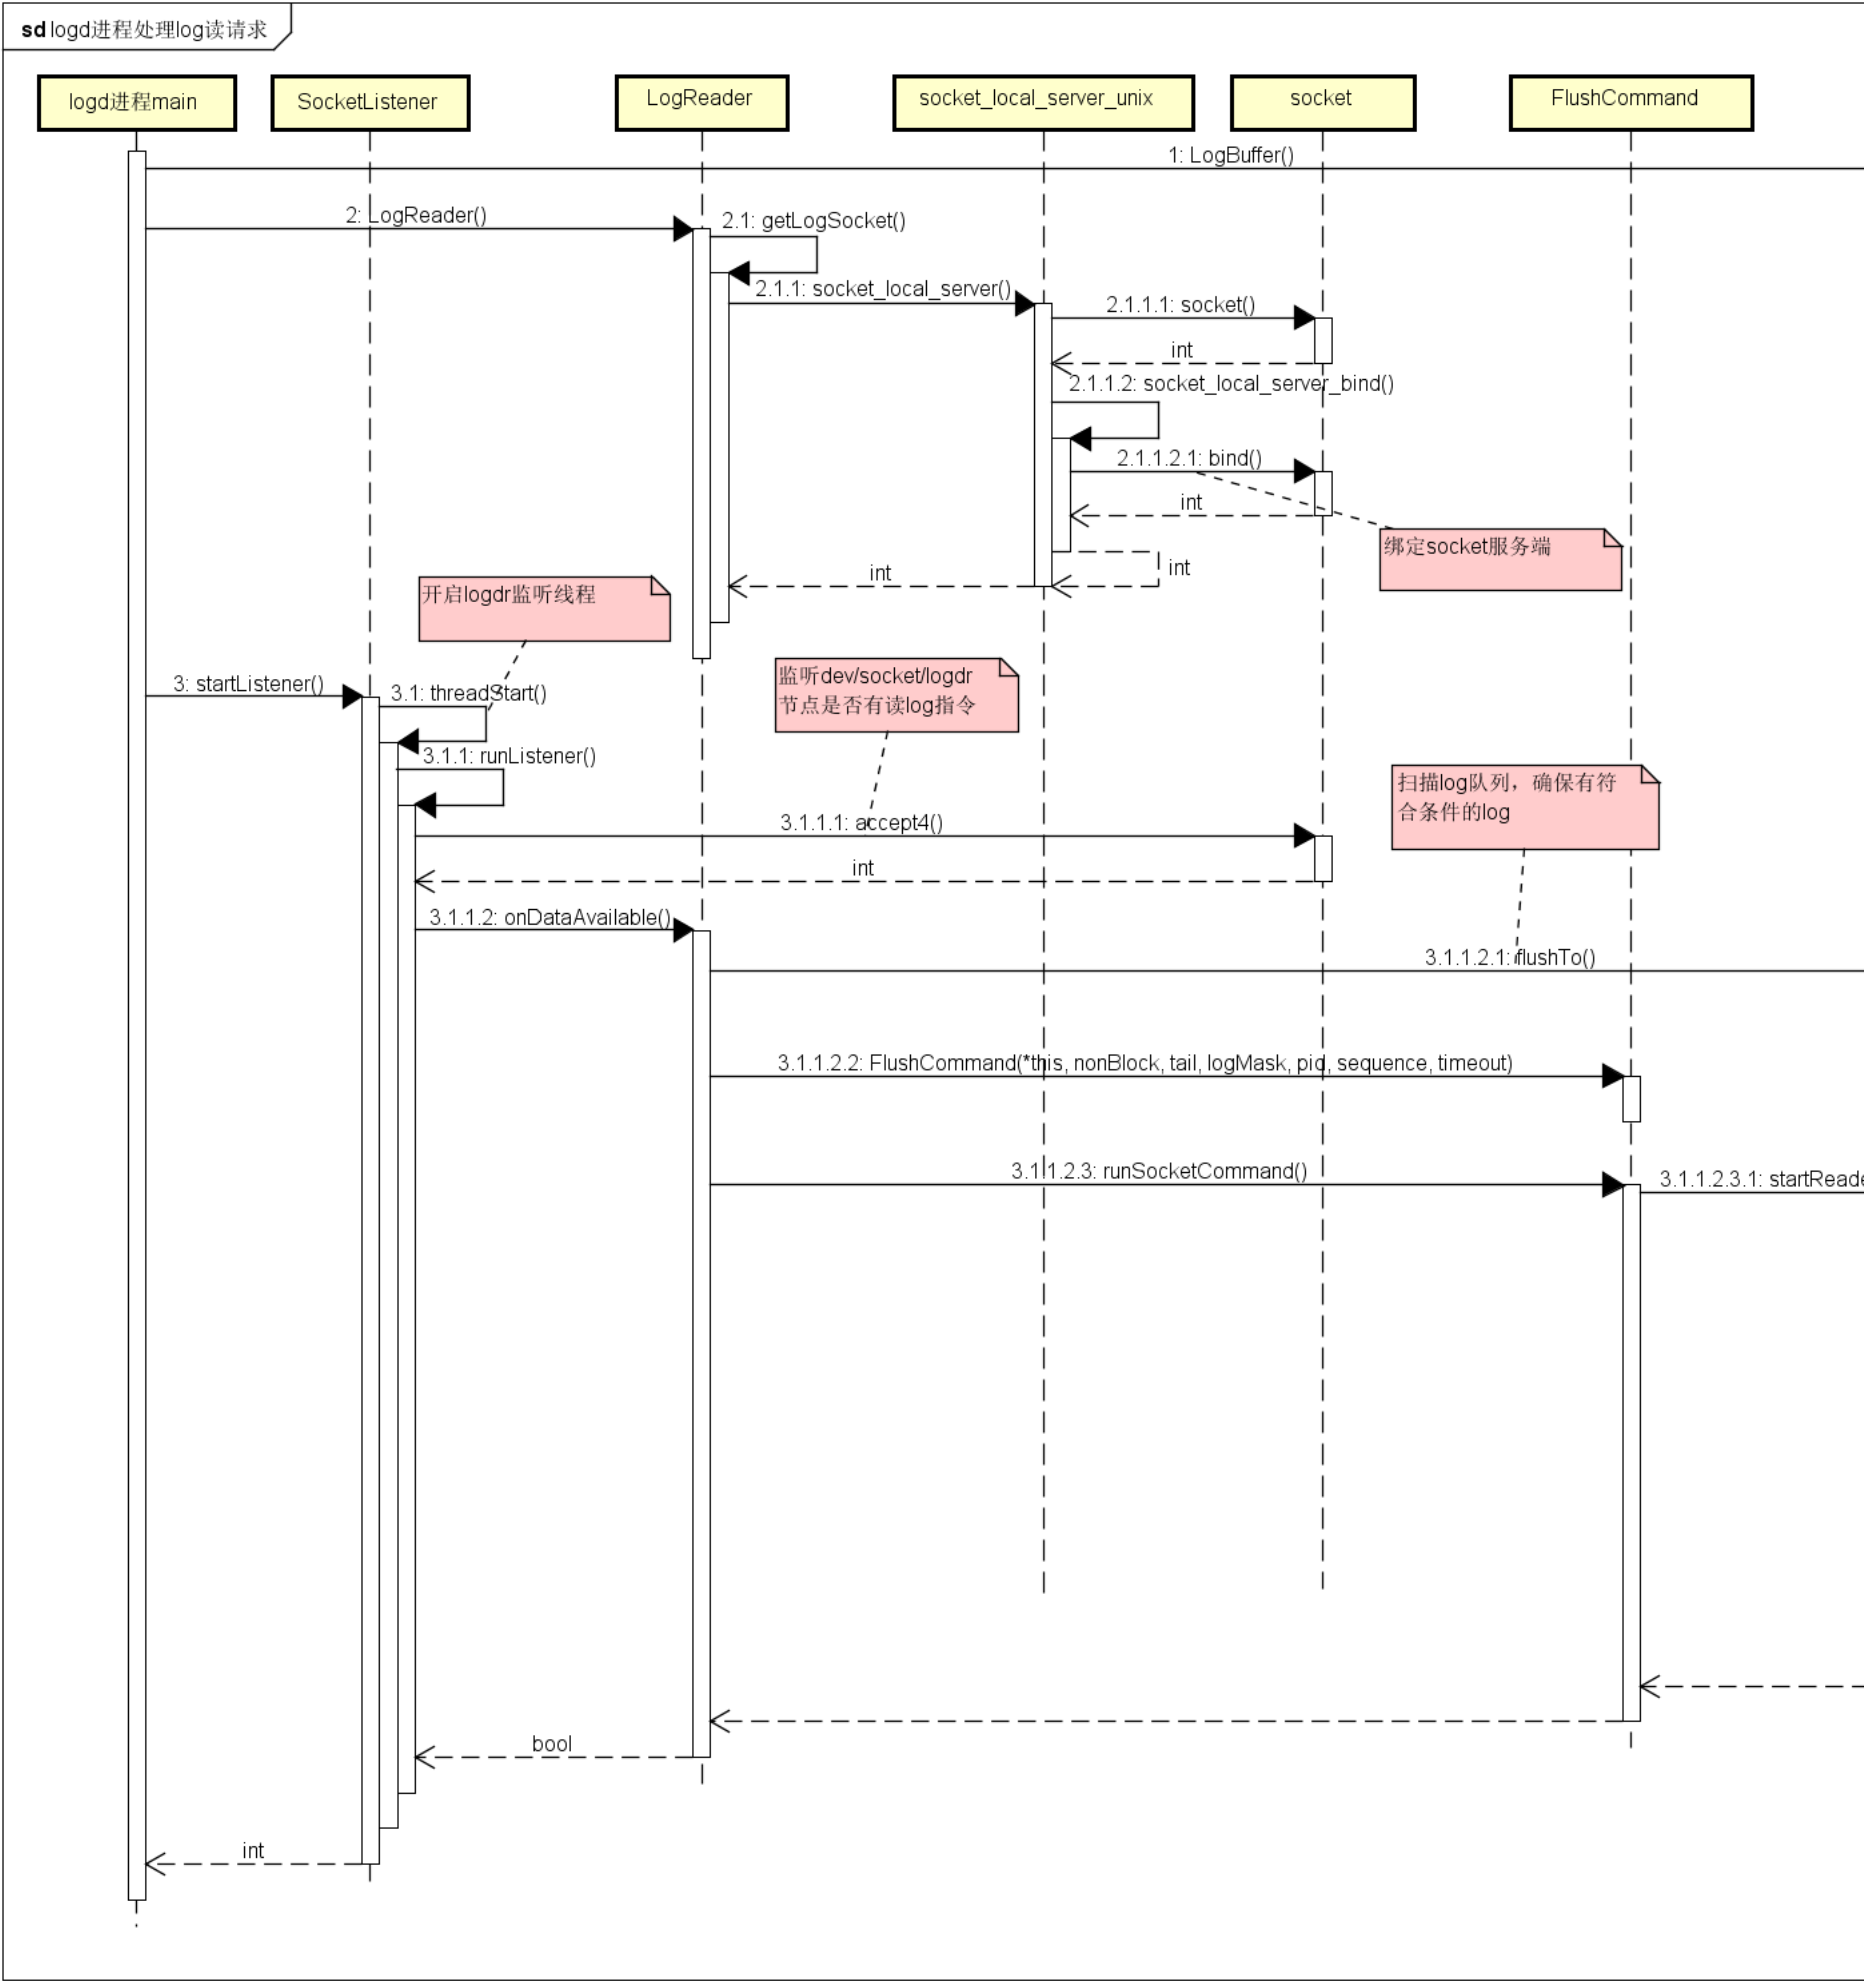 sd logd进程处理log读请求
logd进程main
SocketListener
LogReader
socket_local_server_unix
socket
FlushCommand
1: LogBuffer()
2: LogReader()
2.1: getLogSocket()
2.1.1: socket_local_server()
2.1.1.1: socket()
int
2.1.1.2: socket_local_server_bind()
2.1.1.2.1: bind()
int
绑定socket服务端
int
int
开启logdr监听线程
监听dev/socket/logdr
节点是否有读log指令
3: startListener()
3.1: threadStart()
3.1.1: runListener()
扫描log队列，确保有符
合条件的log
3.1.1.1: accept4()
int
3.1.1.2: onDataAvailable()
3.1.1.2.1: flushTo()
3.1.1.2.2: FlushCommand(*this, nonBlock, tail, logMask, pid, sequence, timeout)
3.1.1.2.3: runSocketCommand()
3.1.1.2.3.1: startReade
bool
int